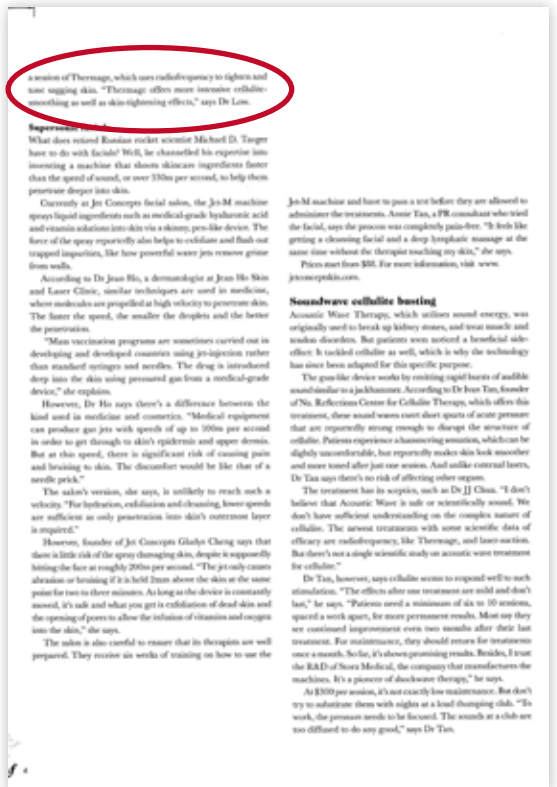 a session of Thermage, which uses radiofrequency to tighten and
tone sagging skin. "Thermage offers more intensive cellulite-
smoothing as well as skin-tightening effects," says Dr Low.
Supersonic
What does retired Russian rocket scientist Michael D.
have to do with facials? Well, he channelled his expertise into
inventing a machine that shoots skincare ingredients faster
than the speed of sound, or over 330m per second, to help them
penetrate deeper into skin.
Currently at Jet Concepts facial salon, the Jet-M machine
sprays liquid ingredients such as medical-grade hyaluronic acid
and vitamin solutions into skin via a skinny, pen-like device. The
force of the spray reportedly also helps to exfoliate and flush out
trapped impurities, like how powerful water jets remove grime
from walls.
According to Dr Jean Ho, a dermatologist at Jean Ho Skin
and Laser Clinic, similar techniques are used in medicine,
where molecules are propelled at high velocity to penetrate skin.
The faster the speed, the smaller the droplets and the better
the penetration.
"Mass vaccination programs are sometimes carried out in
developing and developed countries using jet-injection rather
than standard syringes and needles. The drug is introduced
deep into the skin using pressured gas from a medical-grade
device," she explains.
However, Dr Ho says there's a difference between the
kind used in medicine and cosmetics. "Medical equipment
can produce gas jets with speeds of up to 100m per second
in order to get through to skin's epidermis and upper dermis.
But at this speed, there is significant risk of causing pain
and bruising to skin. The discomfort would be like that of a
needle prick."
The salon's version, she says, is unlikely to reach such a
velocity. "For hydration, exfoliation and cleansing, lower speeds
are sufficient as only penetration into skin's outermost layer
is required."
However, founder of Jet Concepts Gladys Cheng says that
there is little risk of the spray damaging skin, despite is supposedly
hitting the face at roughly 200m per second. "The jet only causes
abrasion or bruising if it is held 2mm above the skin at the same
point for two to three minutes. As long as the device is constantly
moved, it's safe and what you get is exfoliation of dead skin and
the opening of pores to allow the infusion of vitamins and oxygen
into the skin," she says.
The salon is also careful to ensure that its therapists are well
prepared. They receive six weeks of training on how to use the
Jet-M machine and have to pass a test before they are allowed to
administer the treatments. Annie Tan, a PR consultant who tried
the facial, says the process was completely pain-free. "It feels like
getting a cleansing facial and a deep lymphatic massage at the
same time without the therapist touching my skin," she says.
Prices start from $88. For more information, visit www.
jetconceptskin.com.
Soundwave cellulite busting
Acoustic Wave Therapy, which utilises sound energy, was
originally used to break up kidney stones, and treat muscle and
tendon disorders. But patients soon noticed a beneficial side-
effect: It tackled cellulite as well, which is why the technology
has since been adapted for this specific purpose.
The gun-like device works by emitting rapid bursts of audible
sound similar to a jackhammer. According to Dr Ivan Tan, founder
of Nu. Reflections Centre for Cellulite Therapy, which offers this
treatment, these sound waves exert short spurts of acute pressure
that are reportedly strong enough to disrupt the structure of
cellulite. Patients experience a hammering sensation, which can be
slightly uncomfortable, but reportedly makes skin look smoother
and more toned after just one session. And unlike external lasers,
Dr Tan says there's no risk of affecting other organs.
The treatment has its sceptics, such as Dr JJ Chua. "I don't
believe that Acoustic Wave is safe or scientifically sound. We
don't have sufficient understanding on the complex nature of
cellulite. The newest treatments with some scientific data of
efficacy are radiofrequency, like Thermage, and laser-suction.
But there's not a single scientific study on acoustic wave treatment
for cellulite."
Dr Tan, however, says cellulite seems to respond well to such
stimulation. "The effects after one treatment are mild and don't
last," he says. "Patients need a minimum of six to 10 sessions,
spaced a week apart, for more permanent results. Most say they
see continued improvement even two months after their last
treatment. For maintenance, they should return for treatments
once a month. So far, it's shown promising results. Besides, I trust
the R&D of Storz Medical, the company that manufactures the
machines. It's a pioneer of shockwave therapy," he says.
At $300 per session, it's not exactly low maintenance. But don't
try to substitute them with nights at a loud thumping club. "To
work, the pressure needs to be focused. The sounds at a club are
too diffused to do any good," says Dr Tan.